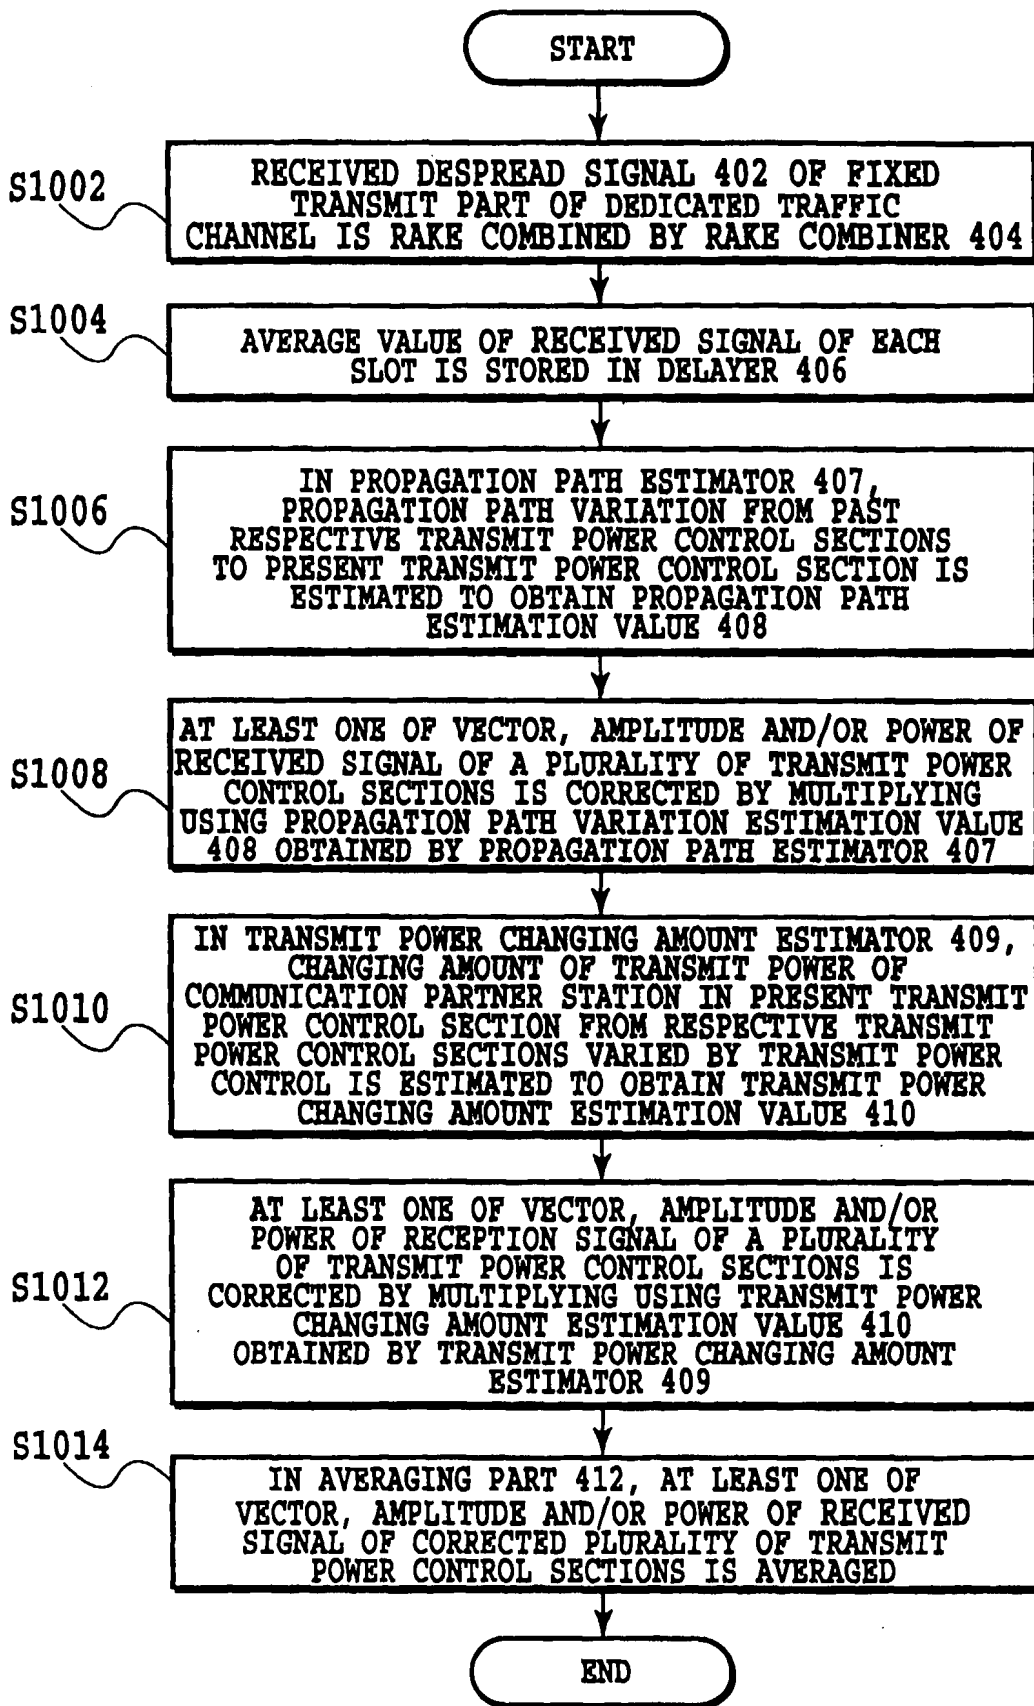 START
S1002
RECEIVED DESPREAD SIGNAL 402 OF FIXED
TRANSMIT PART OF DEDICATED TRAFFIC
CHANNEL IS RAKE COMBINED BY RAKE COMBINER 404
S1004
AVERAGE VALUE OF RECEIVED SIGNAL OF EACH
SLOT IS STORED IN DELAYER 406
S1006
IN PROPAGATION PATH ESTIMATOR 407,
PROPAGATION PATH VARIATION FROM PAST
RESPECTIVE TRANSMIT POWER CONTROL SECTIONS
TO PRESENT TRANSMIT POWER CONTROL SECTION IS
ESTIMATED TO OBTAIN PROPAGATION PATH
ESTIMATION VALUE 408
S1008
AT LEAST ONE OF VECTOR, AMPLITUDE AND/OR POWER OF
RECEIVED SIGNAL OF A PLURALITY OF TRANSMIT POWER
CONTROL SECTIONS IS CORRECTED BY MULTIPLYING
USING PROPAGATION PATH VARIATION ESTIMATION VALUE
408 OBTAINED BY PROPAGATION PATH ESTIMATOR 407
S1010
IN TRANSMIT POWER CHANGING AMOUNT ESTIMATOR 409,
CHANGING AMOUNT OF TRANSMIT POWER OF
COMMUNICATION PARTNER STATION IN PRESENT TRANSMIT
POWER CONTROL SECTION FROM RESPECTIVE TRANSMIT
POWER CONTROL SECTIONS VARIED BY TRANSMIT POWER
CONTROL IS ESTIMATED TO OBTAIN TRANSMIT POWER
CHANGING AMOUNT ESTIMATION VALUE 410
S1012
AT LEAST ONE OF VECTOR, AMPLITUDE AND/OR
POWER OF RECEPTION SIGNAL OF A PLURALITY
OF TRANSMIT POWER CONTROL SECTIONS IS
CORRECTED BY MULTIPLYING USING TRANSMIT POWER
CHANGING AMOUNT ESTIMATION VALUE 410
OBTAINED BY TRANSMIT POWER CHANGING AMOUNT
ESTIMATOR 409
S1014
IN AVERAGING PART 412, AT LEAST ONE OF
VECTOR, AMPLITUDE AND/OR POWER OF RECEIVED
SIGNAL OF CORRECTED PLURALITY OF TRANSMIT
POWER CONTROL SECTIONS IS AVERAGED
END